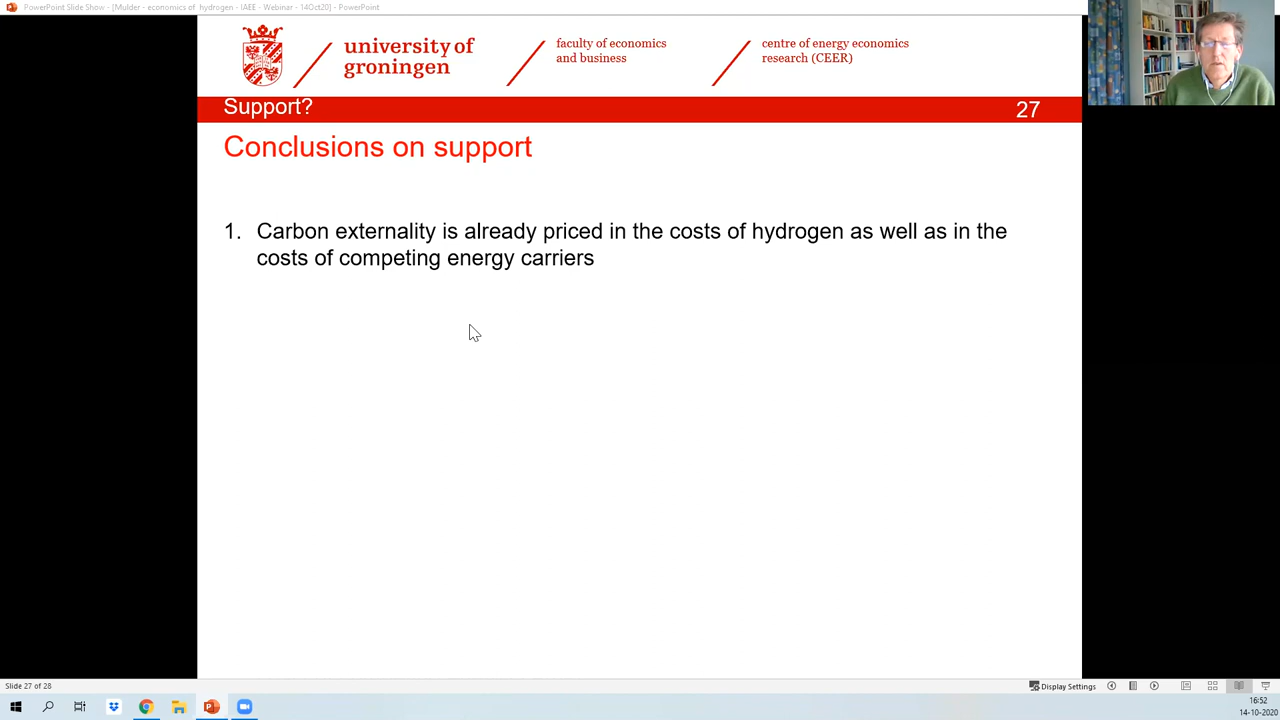 PowerPoint Slide Show - [Mulder - economics of hydrogen - IAEE - Webinar - 14Oct20] - PowerPoint
university of
groningen
faculty of economics
and business
centre of energy economics
research (CEER)
Support?
27
Conclusions on support
1. Carbon externality is already priced in the costs of hydrogen as well as in the
costs of competing energy carriers
Slide 27 of 28
Display Settings
16:52
14-10-2020